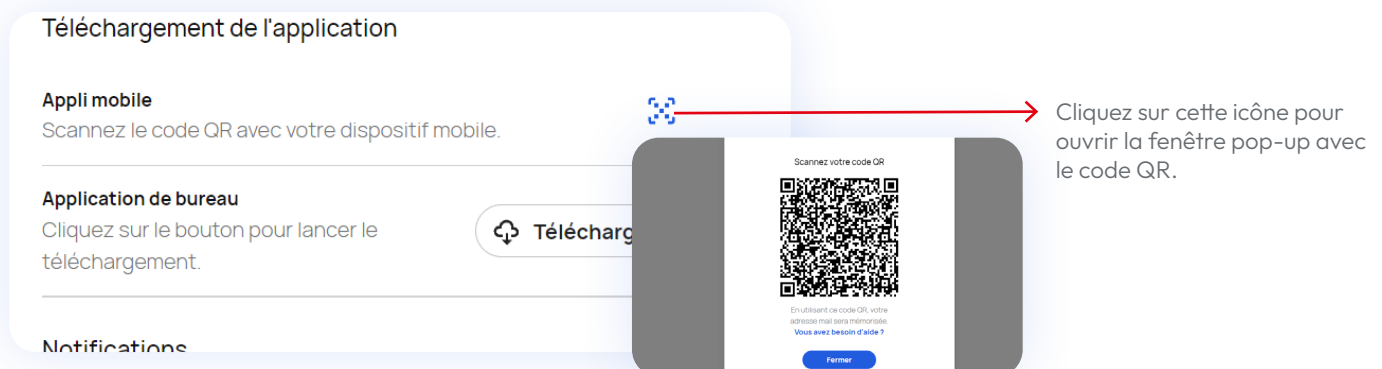 Téléchargement de l'application
Appli mobile
Scannez le code QR avec votre dispositif mobile.
Application de bureau
Cliquez sur le bouton pour lancer le
téléchargement.
Télécharg
Notifications
Scannez votre code QR
En utilisant ce code QR, votre
adresse mail sera mémorisée.
Vous avez besoin d'aide ?
Fermer
Cliquez sur cette icône pour
ouvrir la fenêtre pop-up avec
le code QR.